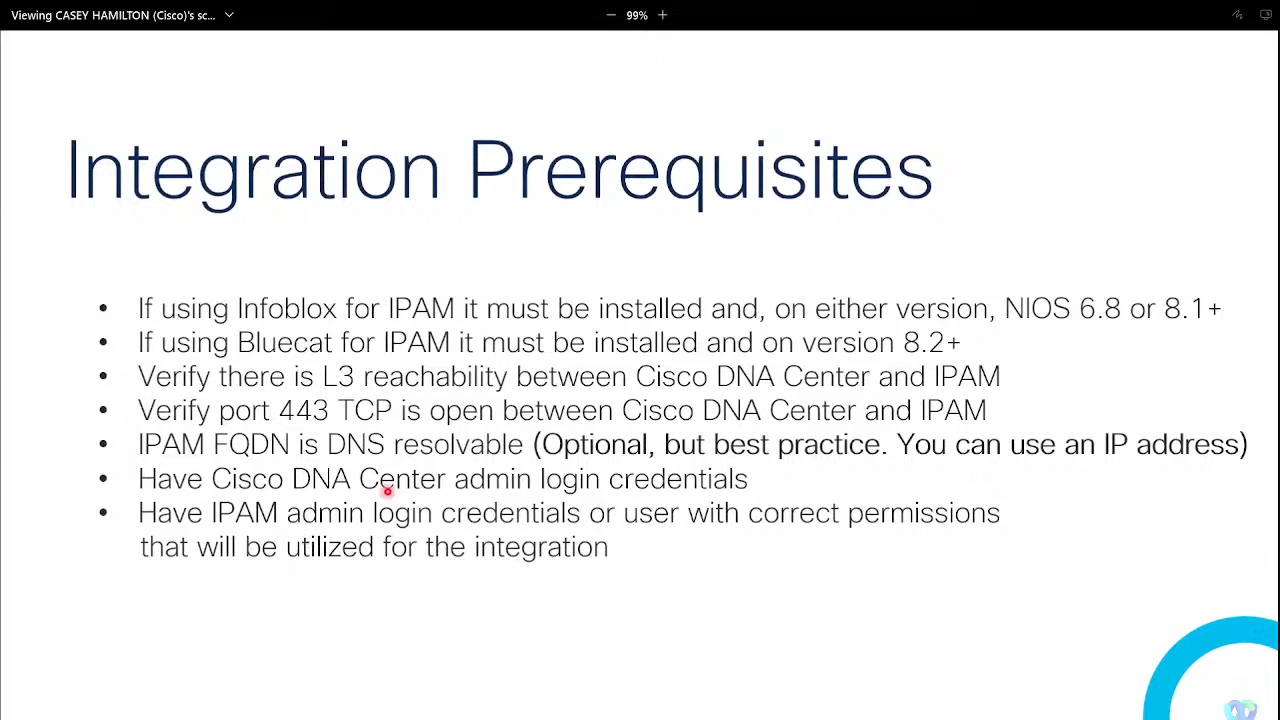 Viewing CASEY HAMILTON (Cisco)'s sc...
99%
Integration Prerequisites
• If using Infoblox for IPAM it must be installed and, on either version, NIOS 6.8 or 8.1+
• If using Bluecat for IPAM it must be installed and on version 8.2+
• Verify there is L3 reachability between Cisco DNA Center and IPAM
• Verify port 443 TCP is open between Cisco DNA Center and IPAM
• IPAM FQDN is DNS resolvable (Optional, but best practice. You can use an IP address)
• Have Cisco DNA Center admin login credentials
• Have IPAM admin login credentials or user with correct permissions
that will be utilized for the integration